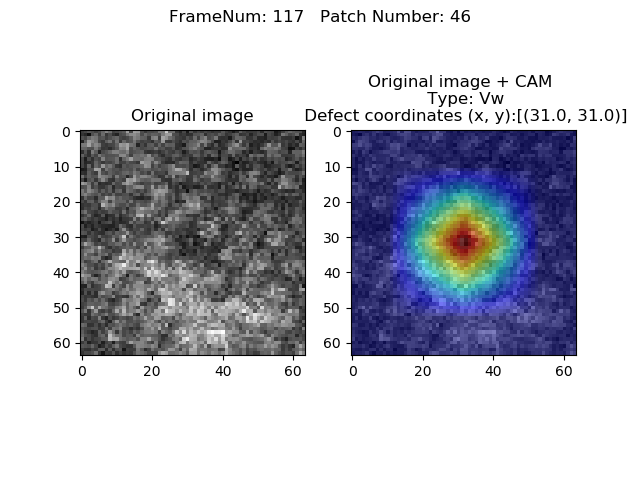 FrameNum: 117   Patch Number: 46
Original image
Original image + CAM
Type: Vw
Defect coordinates (x, y):[(31.0, 31.0)]
0
10
20
30
40
50
60
0 20 40 60
0
10
20
30
40
50
60
0 20 40 60